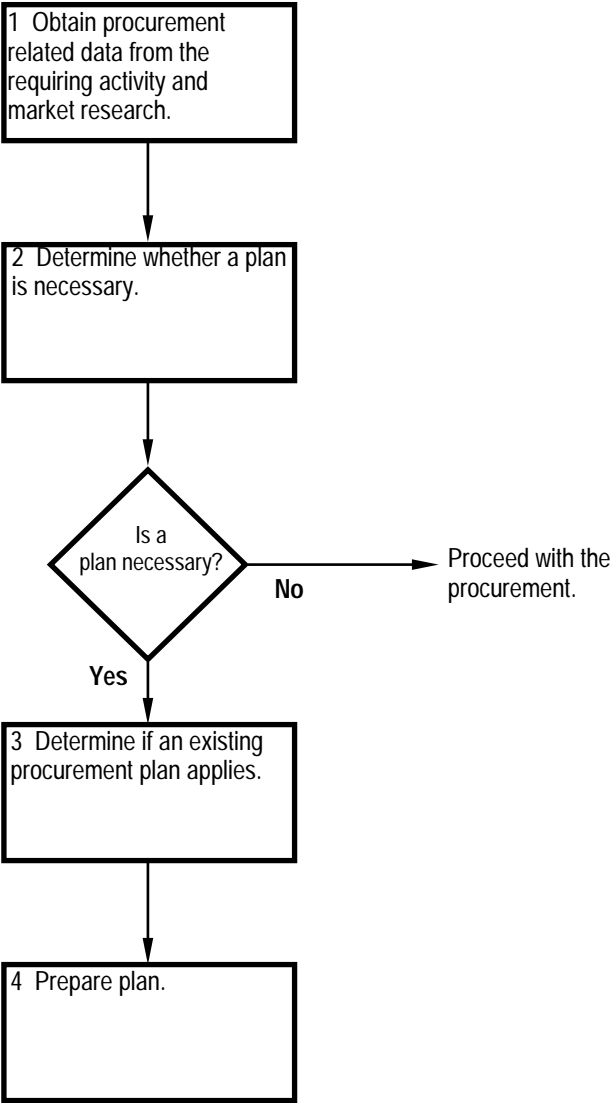 1 Obtain procurement
related data from the
requiring activity and
market research.
2 Determine whether a plan
is necessary.
Is a
plan necessary?
No
Proceed with the
procurement.
Yes
3 Determine if an existing
procurement plan applies.
4 Prepare plan.